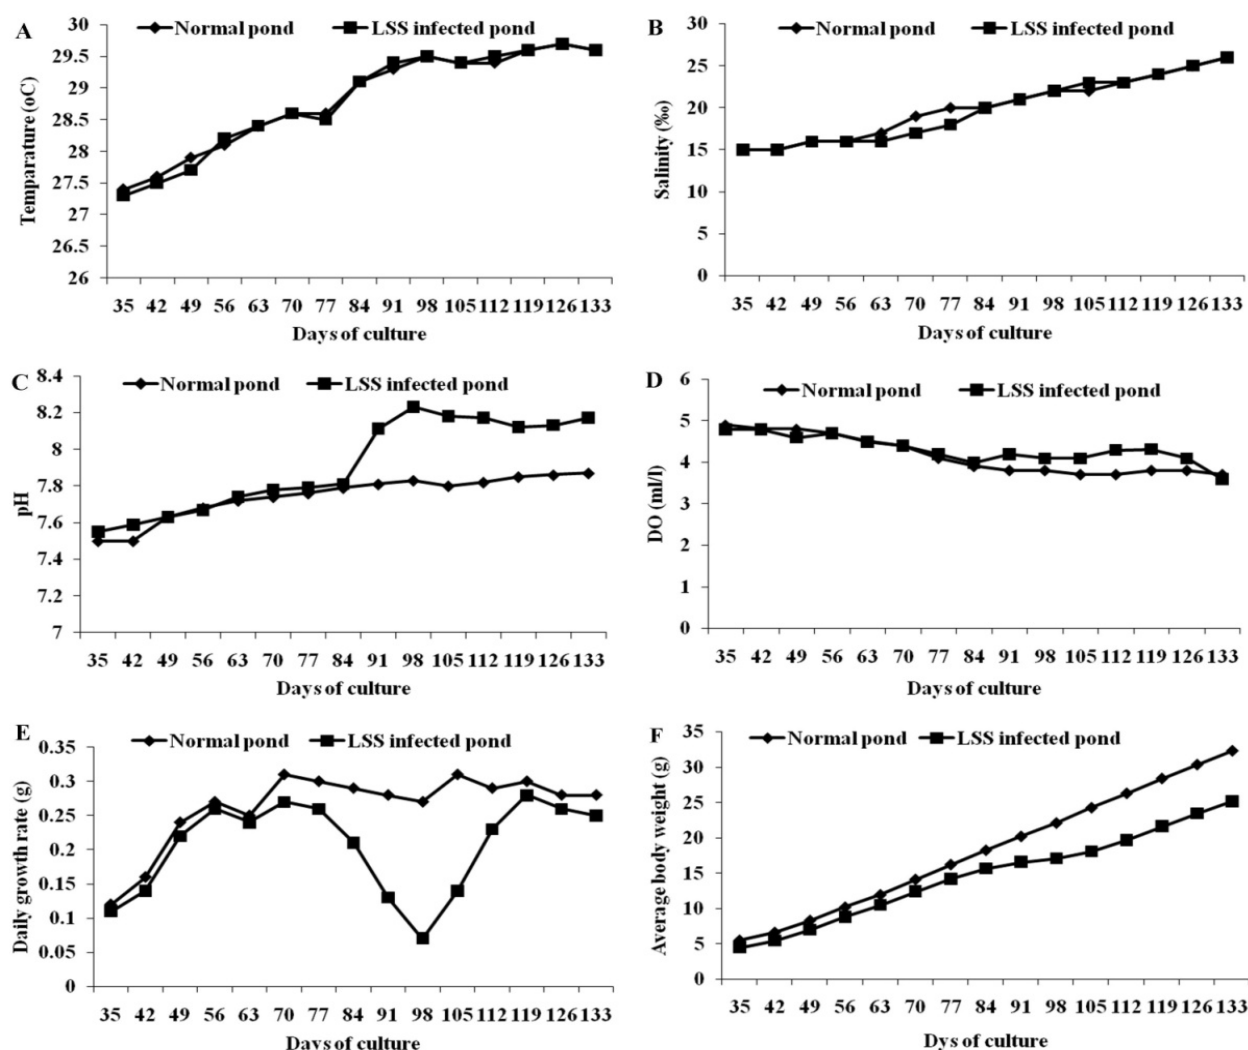 A
Normal pond
LSS infected pond
30
29.5
29
28.5
28
27.5
27
26.5
26
Temparature (oC)
35 42 49 56 63 70 77 84 91 98 105 112 119 126 133
Days of culture
B
Normal pond
LSS infected pond
30
25
20
15
10
5
0
Salinity (‰)
35 42 49 56 63 70 77 84 91 98 105 112 119 126 133
Days of culture
C
Normal pond
LSS infected pond
8.4
8.2
8
7.8
7.6
7.4
7.2
7
pH
35 42 49 56 63 70 77 84 91 98 105 112 119 126 133
Days of culture
D
Normal pond
LSS infected pond
6
5
4
3
2
1
0
DO (ml/l)
35 42 49 56 63 70 77 84 91 98 105 112 119 126 133
Days of culture
E
Normal pond
LSS infected pond
0.35
0.3
0.25
0.2
0.15
0.1
0.05
0
Daily growth rate (g)
35 42 49 56 63 70 77 84 91 98 105 112 119 126 133
Days of culture
F
Normal pond
LSS infected pond
35
30
25
20
15
10
5
0
Average body weight (g)
35 42 49 56 63 70 77 84 91 98 105 112 119 126 133
Dys of culture